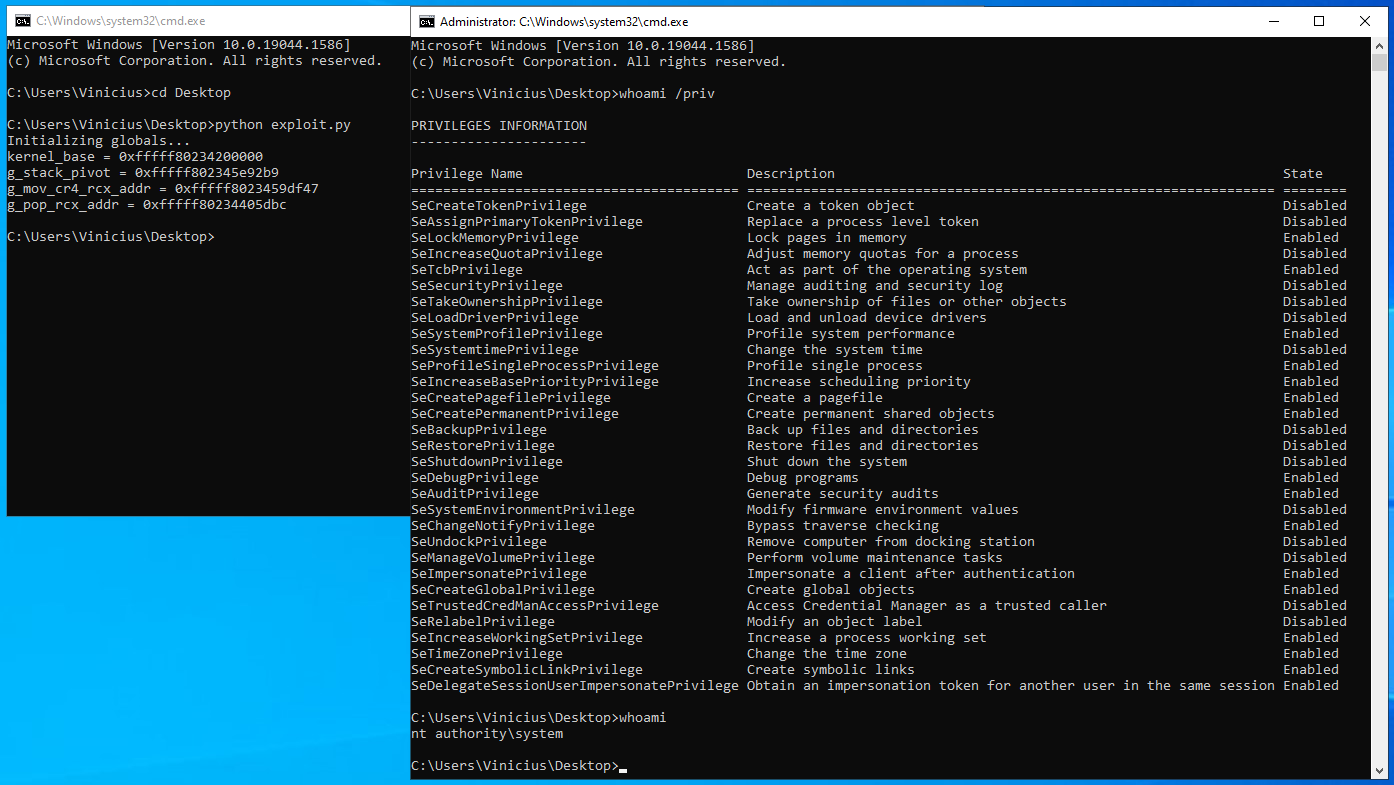 C:\Windows\system32\cmd.exe
Microsoft Windows [Version 10.0.19044.1586]
(c) Microsoft Corporation. All rights reserved.
C:\Users\Vinicius>cd Desktop
C:\Users\Vinicius\Desktop>python exploit.py
Initializing globals...
kernel_base = 0xfffff80234200000
g_stack_pivot = 0xfffff802345e92b9
g_mov_cr4_rcx_addr = 0xfffff8023459df47
g_pop_rcx_addr = 0xfffff80234405dbc
C:\Users\Vinicius\Desktop>
Administrator: C:\Windows\system32\cmd.exe
Microsoft Windows [Version 10.0.19044.1586]
(c) Microsoft Corporation. All rights reserved.
C:\Users\Vinicius\Desktop>whoami /priv
PRIVILEGES INFORMATION
----------------------
Privilege Name                            Description                                                        State
========================================= ================================================================== ========
SeCreateTokenPrivilege                    Create a token object                                              Disabled
SeAssignPrimaryTokenPrivilege             Replace a process level token                                      Disabled
SeLockMemoryPrivilege                     Lock pages in memory                                               Enabled
SeIncreaseQuotaPrivilege                  Adjust memory quotas for a process                                 Disabled
SeTcbPrivilege                            Act as part of the operating system                                Enabled
SeSecurityPrivilege                       Manage auditing and security log                                   Disabled
SeTakeOwnershipPrivilege                  Take ownership of files or other objects                           Disabled
SeLoadDriverPrivilege                     Load and unload device drivers                                     Disabled
SeSystemProfilePrivilege                  Profile system performance                                         Enabled
SeSystemtimePrivilege                     Change the system time                                             Disabled
SeProfileSingleProcessPrivilege           Profile single process                                             Enabled
SeIncreaseBasePriorityPrivilege           Increase scheduling priority                                       Enabled
SeCreatePagefilePrivilege                 Create a pagefile                                                  Enabled
SeCreatePermanentPrivilege                Create permanent shared objects                                    Enabled
SeBackupPrivilege                         Back up files and directories                                      Disabled
SeRestorePrivilege                        Restore files and directories                                      Disabled
SeShutdownPrivilege                       Shut down the system                                               Disabled
SeDebugPrivilege                          Debug programs                                                     Enabled
SeAuditPrivilege                          Generate security audits                                           Enabled
SeSystemEnvironmentPrivilege              Modify firmware environment values                                 Disabled
SeChangeNotifyPrivilege                   Bypass traverse checking                                           Enabled
SeUndockPrivilege                         Remove computer from docking station                               Disabled
SeManageVolumePrivilege                   Perform volume maintenance tasks                                   Disabled
SeImpersonatePrivilege                    Impersonate a client after authentication                          Enabled
SeCreateGlobalPrivilege                   Create global objects                                              Enabled
SeTrustedCredManAccessPrivilege           Access Credential Manager as a trusted caller                      Disabled
SeRelabelPrivilege                        Modify an object label                                             Disabled
SeIncreaseWorkingSetPrivilege             Increase a process working set                                     Enabled
SeTimeZonePrivilege                       Change the time zone                                               Enabled
SeCreateSymbolicLinkPrivilege             Create symbolic links                                              Enabled
SeDelegateSessionUserImpersonatePrivilege Obtain an impersonation token for another user in the same session Enabled
C:\Users\Vinicius\Desktop>whoami
nt authority\system
C:\Users\Vinicius\Desktop>